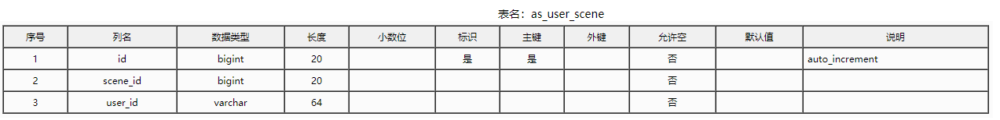 表名：as_user_scene
序号 列名 数据类型 长度 小数位 标识 主键 外键 允许空 默认值 说明
1 id bigint 20 是 是 否 auto_increment
2 scene_id bigint 20 否
3 user_id varchar 64 否